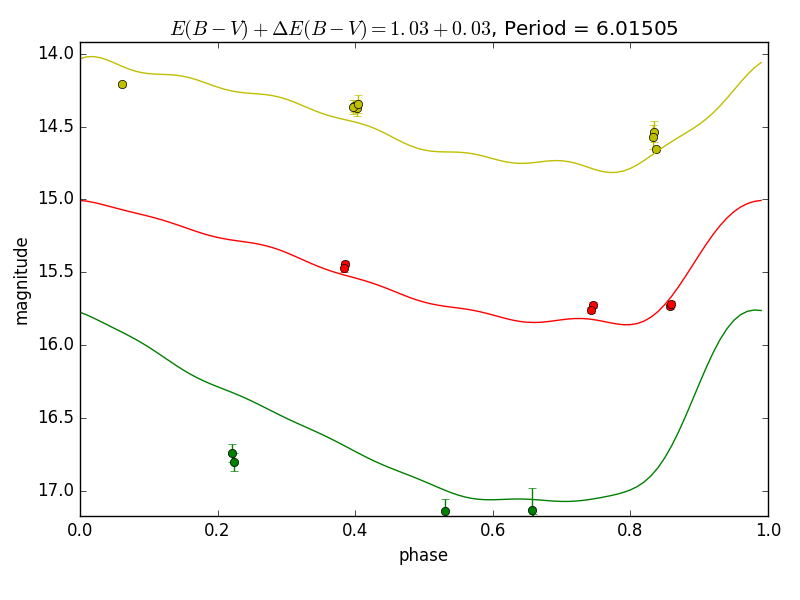 E(B − V) + ΔE(B − V) = 1.03 + 0.03, Period = 6.01505
14.0
14.5
15.0
15.5
16.0
16.5
17.0
magnitude
0.0 0.2 0.4 0.6 0.8 1.0
phase